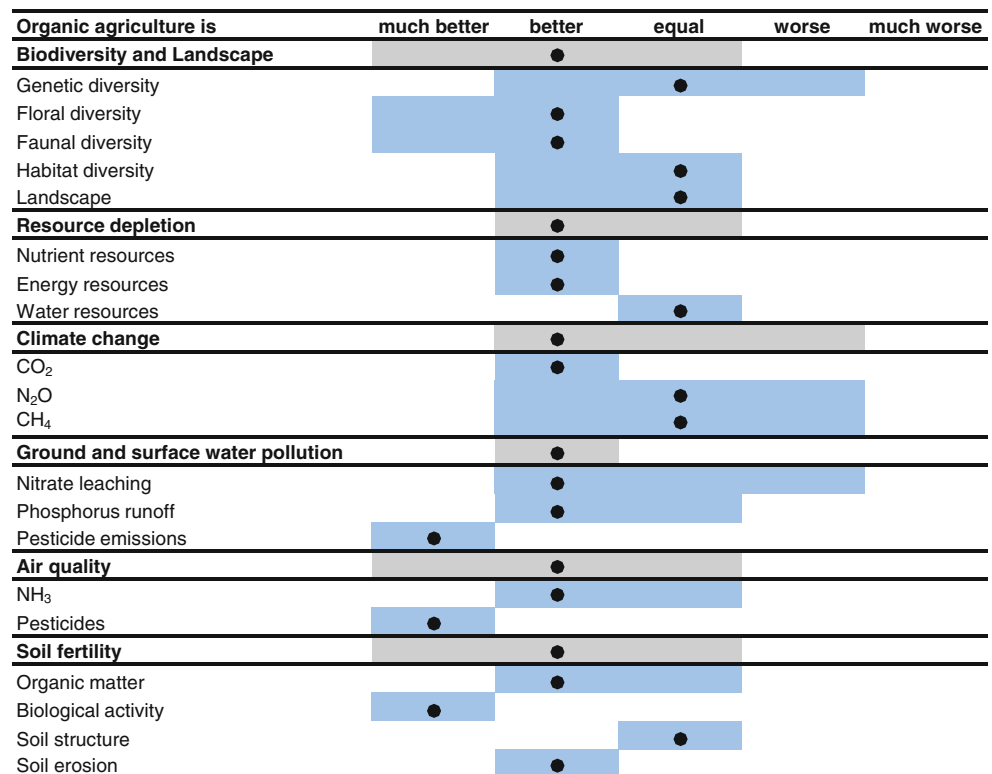 Organic agriculture is much better better equal worse much worse
Biodiversity and Landscape
Genetic diversity
Floral diversity
Faunal diversity
Habitat diversity
Landscape
Resource depletion
Nutrient resources
Energy resources
Water resources
Climate change
CO₂
N₂O
CH₄
Ground and surface water pollution
Nitrate leaching
Phosphorus runoff
Pesticide emissions
Air quality
NH₃
Pesticides
Soil fertility
Organic matter
Biological activity
Soil structure
Soil erosion